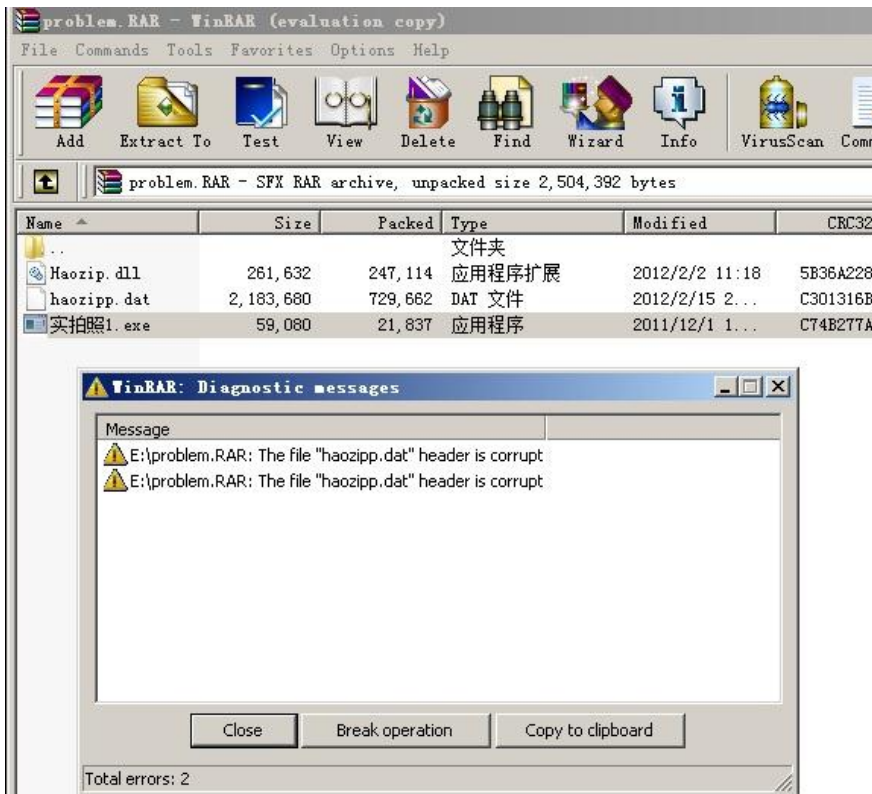 problem.RAR - WinRAR (evaluation copy)
File Commands Tools Favorites Options Help
Add Extract To Test View Delete Find Wizard Info VirusScan
problem.RAR - SFX RAR archive, unpacked size 2,504,392 bytes
Name Size Packed Type Modified CRC32
.. 文件夹
Haozip.dll 261,632 247,114 应用程序扩展 2012/2/2 11:18 5B36A228
haozipp.dat 2,183,680 729,662 DAT 文件 2012/2/15 2... C301316B
实拍照1.exe 59,080 21,837 应用程序 2011/12/1 1... C74B277A
WinRAR: Diagnostic messages
Message
E:\problem.RAR: The file "haozipp.dat" header is corrupt
E:\problem.RAR: The file "haozipp.dat" header is corrupt
Close Break operation Copy to clipboard
Total errors: 2